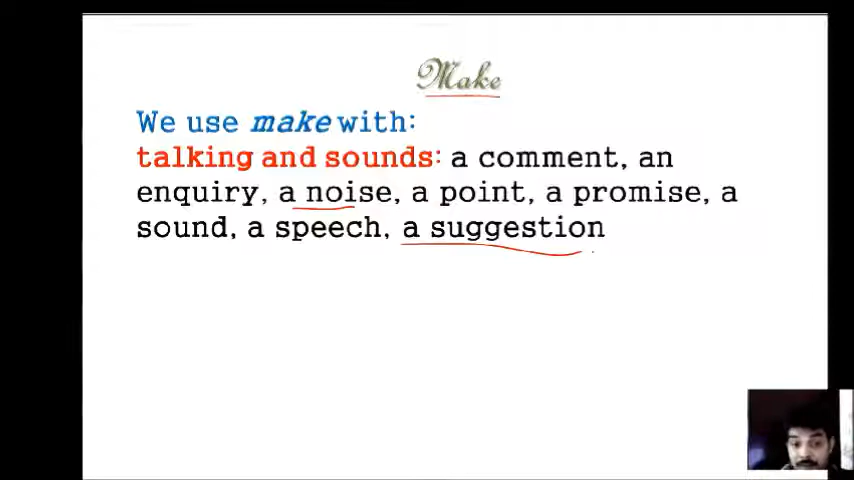 Make
We use make with:
talking and sounds: a comment, an
enquiry, a noise, a point, a promise, a
sound, a speech, a suggestion